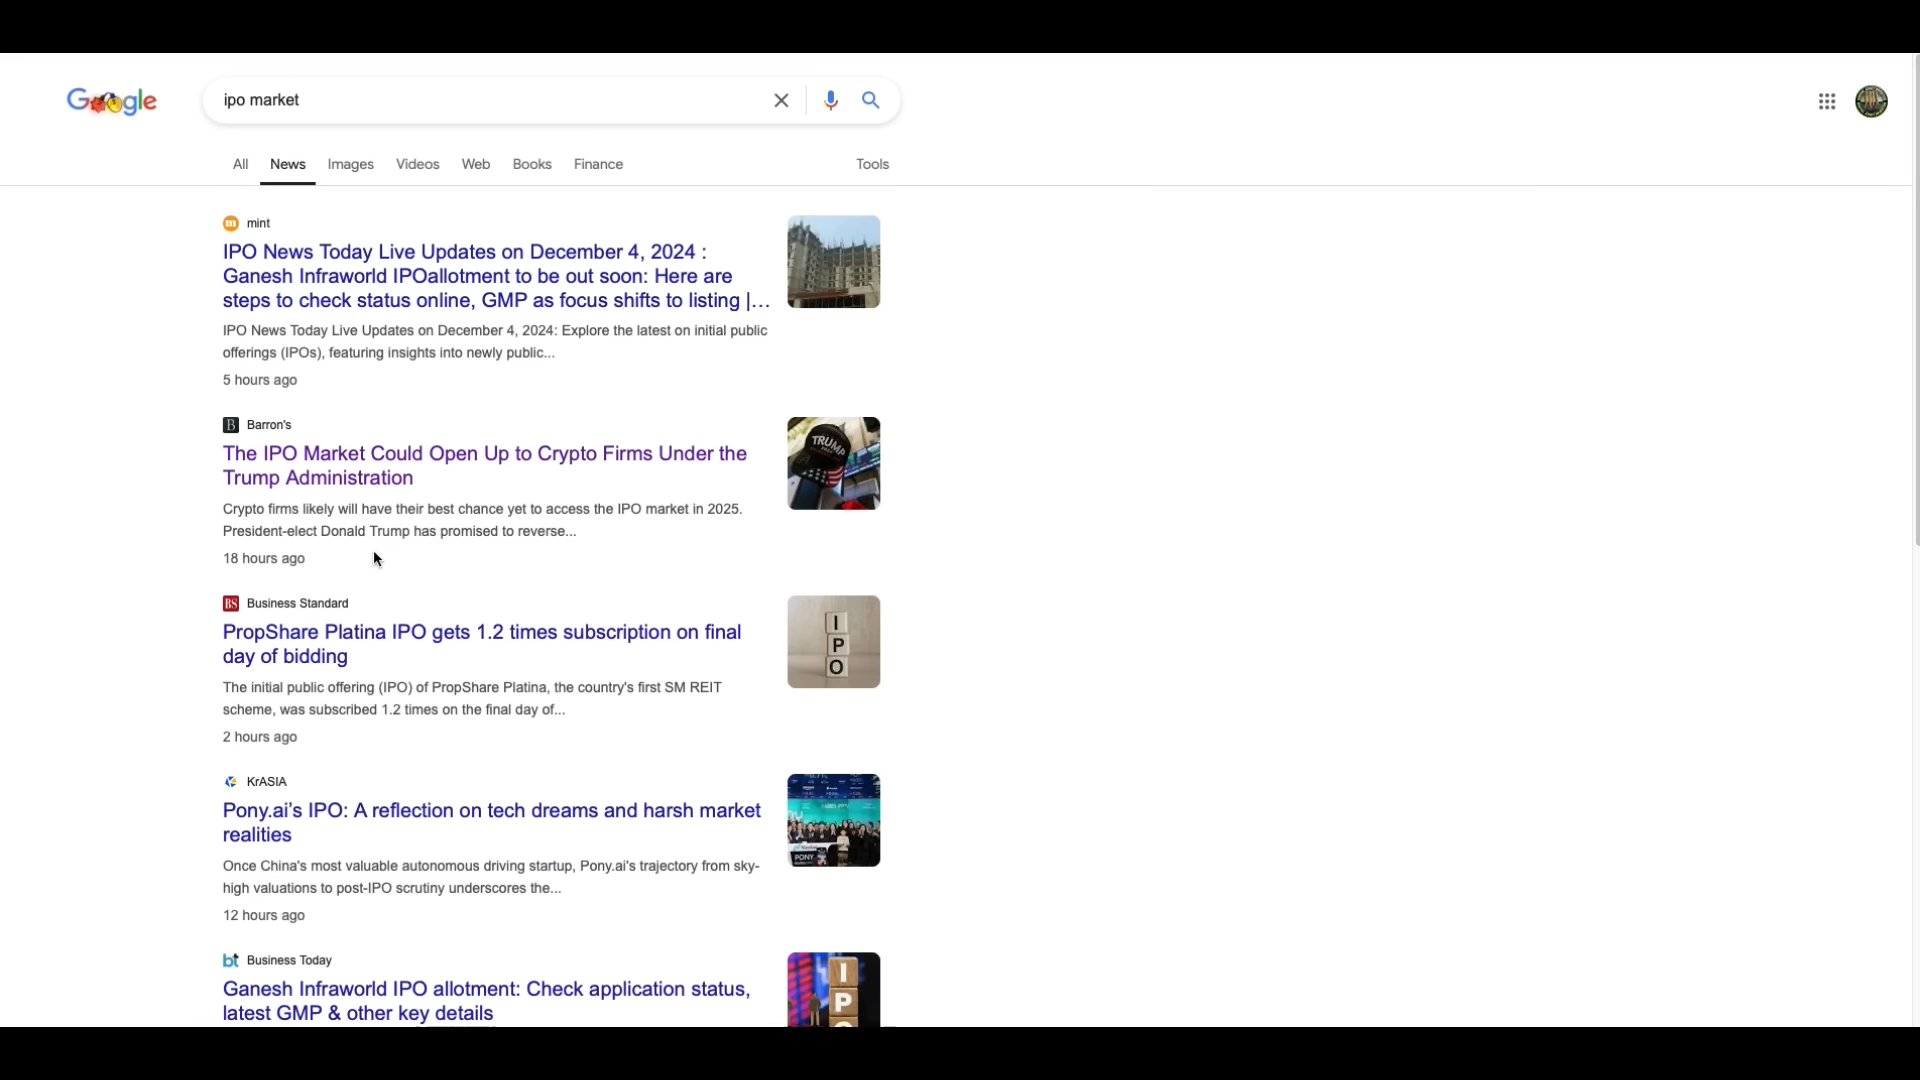 Google
ipo market
All News Images Videos Web Books Finance Tools
mint
IPO News Today Live Updates on December 4, 2024 :
Ganesh Infraworld IPOallotment to be out soon: Here are
steps to check status online, GMP as focus shifts to listing |...
IPO News Today Live Updates on December 4, 2024: Explore the latest on initial public
offerings (IPOs), featuring insights into newly public...
5 hours ago
B Barron's
The IPO Market Could Open Up to Crypto Firms Under the
Trump Administration
Crypto firms likely will have their best chance yet to access the IPO market in 2025.
President-elect Donald Trump has promised to reverse...
18 hours ago
TRUMP
BS Business Standard
PropShare Platina IPO gets 1.2 times subscription on final
day of bidding
The initial public offering (IPO) of PropShare Platina, the country's first SM REIT
scheme, was subscribed 1.2 times on the final day of...
2 hours ago
I
P
O
KrASIA
Pony.ai's IPO: A reflection on tech dreams and harsh market
realities
Once China's most valuable autonomous driving startup, Pony.ai's trajectory from sky-
high valuations to post-IPO scrutiny underscores the...
12 hours ago
PONY
bt Business Today
Ganesh Infraworld IPO allotment: Check application status,
latest GMP & other key details
I
P